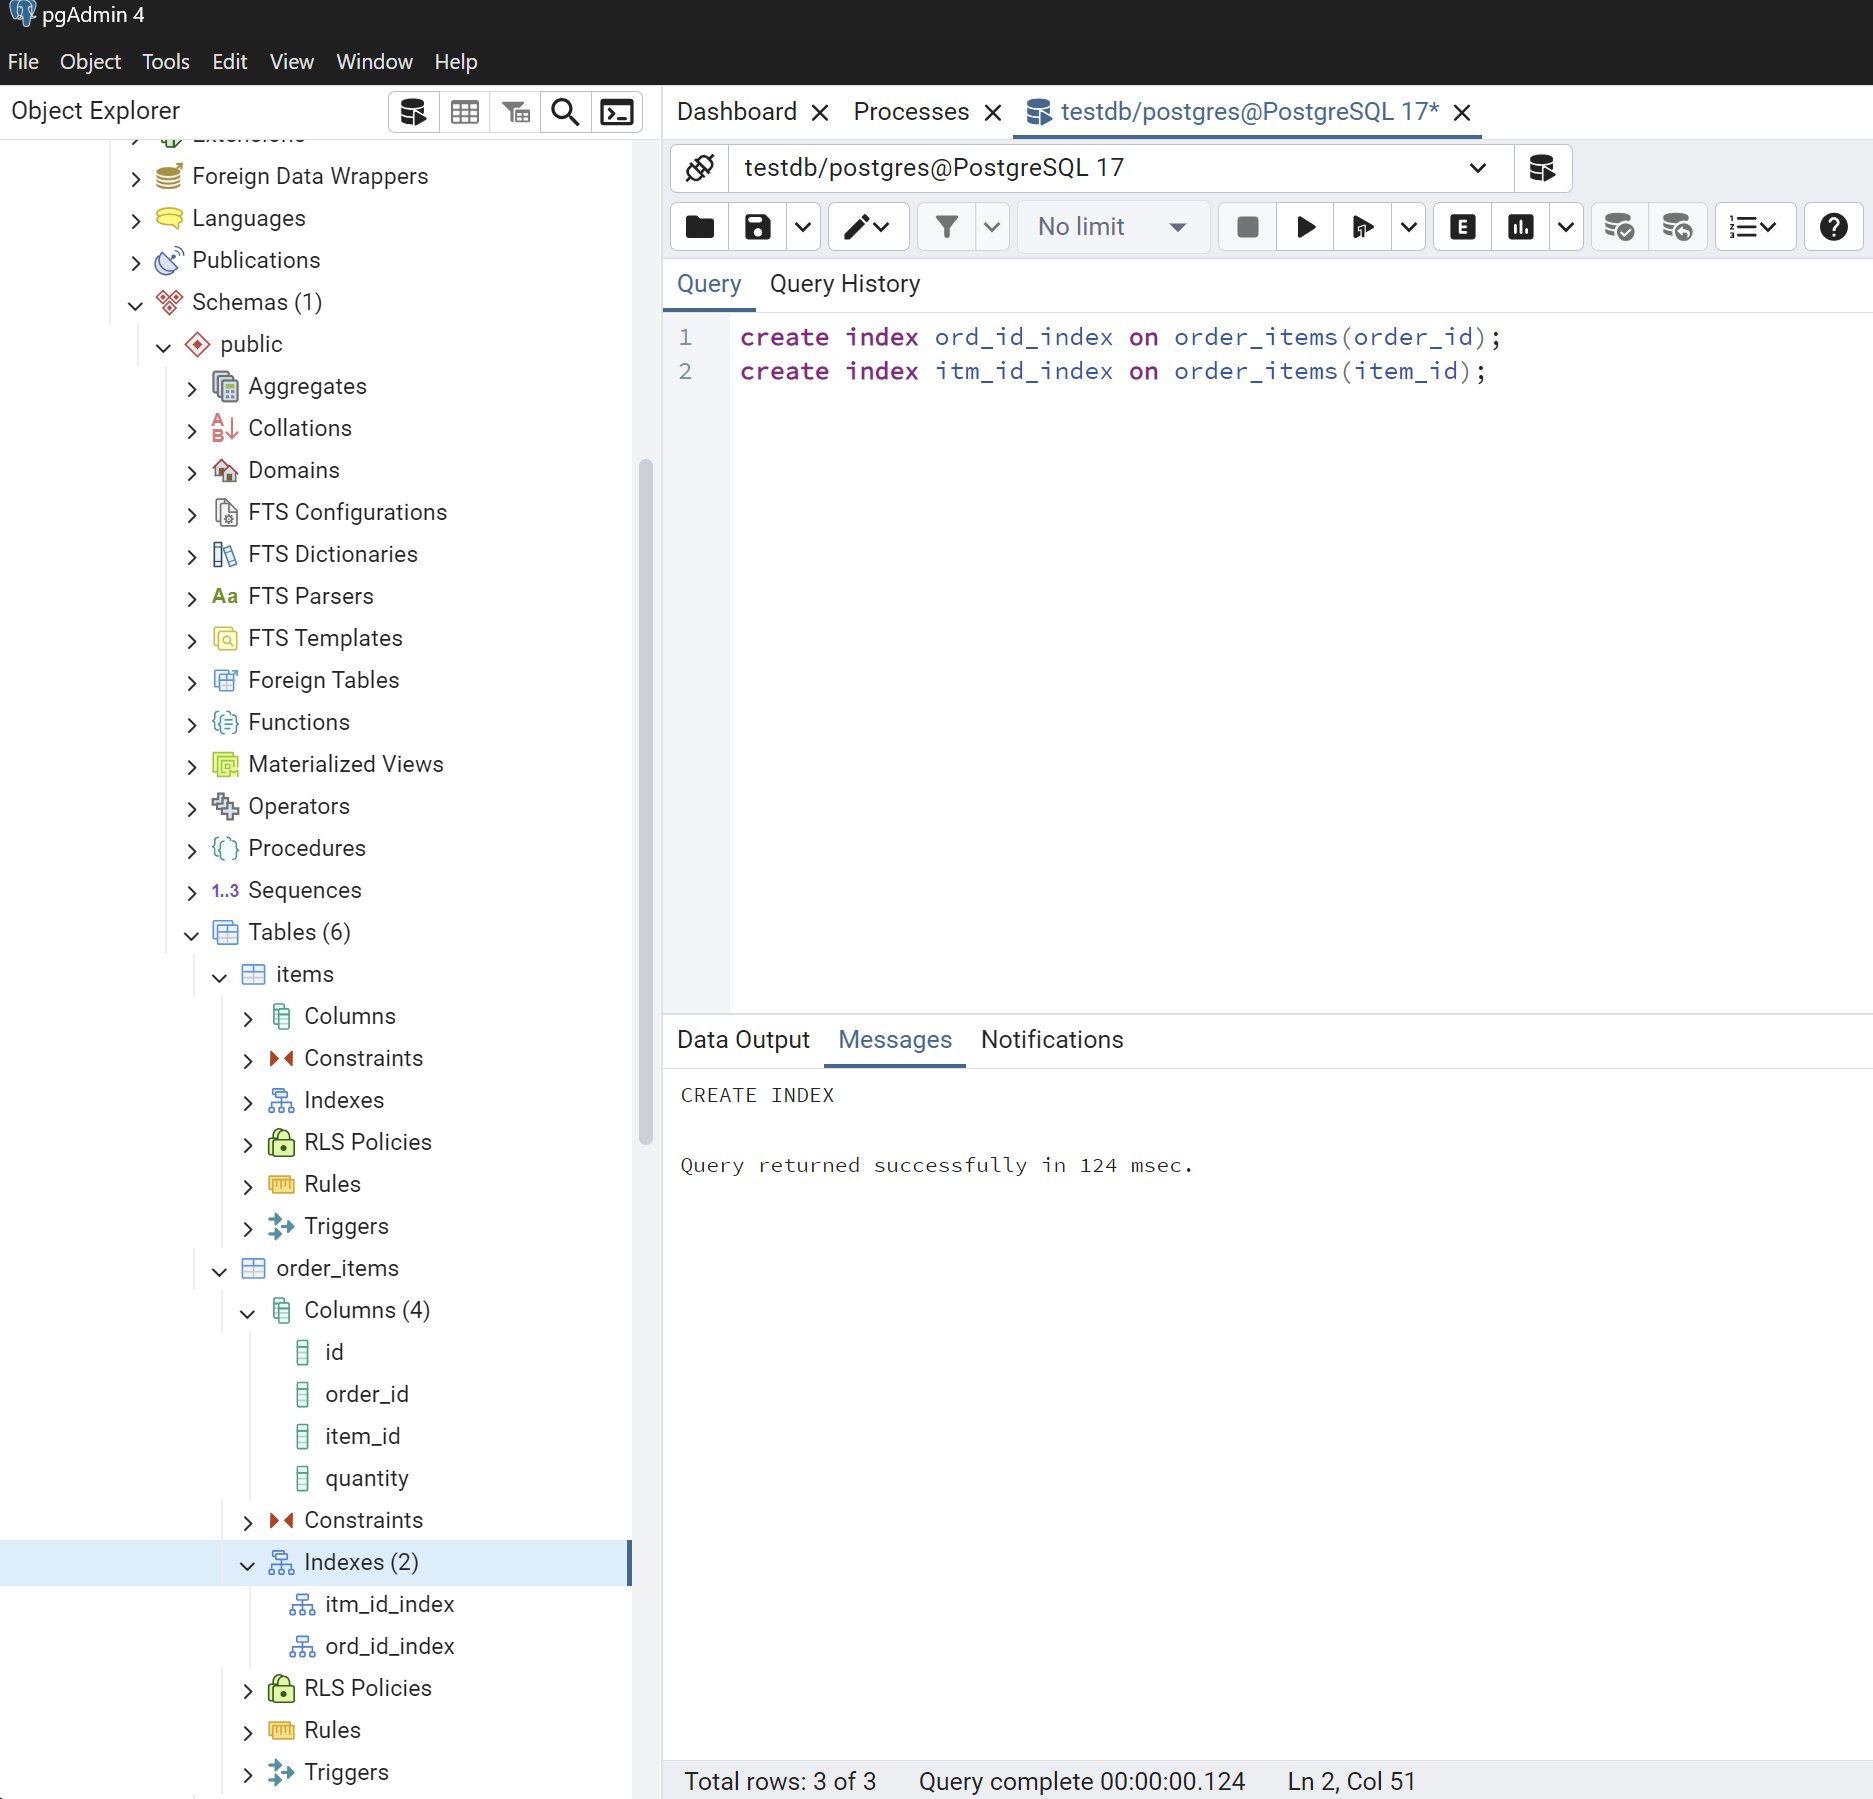 pgAdmin 4
File Object Tools Edit View Window Help
Object Explorer
Extensions
Foreign Data Wrappers
Languages
Publications
Schemas (1)
public
Aggregates
Collations
Domains
FTS Configurations
FTS Dictionaries
Aa FTS Parsers
FTS Templates
Foreign Tables
Functions
Materialized Views
Operators
Procedures
1..3 Sequences
Tables (6)
items
Columns
Constraints
Indexes
RLS Policies
Rules
Triggers
order_items
Columns (4)
id
order_id
item_id
quantity
Constraints
Indexes (2)
itm_id_index
ord_id_index
RLS Policies
Rules
Triggers
Dashboard Processes testdb/postgres@PostgreSQL 17*
testdb/postgres@PostgreSQL 17
No limit E
Query Query History
1 create index ord_id_index on order_items(order_id);
2 create index itm_id_index on order_items(item_id);
Data Output Messages Notifications
CREATE INDEX
Query returned successfully in 124 msec.
Total rows: 3 of 3 Query complete 00:00:00.124 Ln 2, Col 51